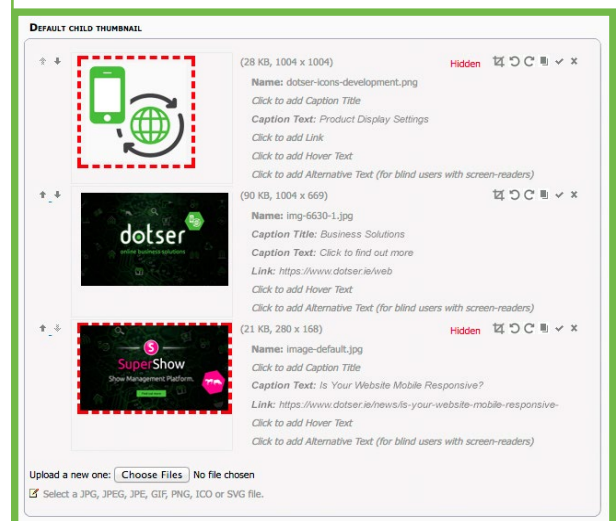 DEFAULT CHILD THUMBNAIL
(28 KB, 1004 x 1004)
Hidden
Name: dotser-icons-development.png
Click to add Caption Title
Caption Text: Product Display Settings
Click to add Link
Click to add Hover Text
Click to add Alternative Text (for blind users with screen-readers)
dotser
online business solutions
(90 KB, 1004 x 669)
Name: img-6630-1.jpg
Caption Title: Business Solutions
Caption Text: Click to find out more
Link: https://www.dotser.ie/web
Click to add Hover Text
Click to add Alternative Text (for blind users with screen-readers)
S
SuperShow
Show Management Platform.
(21 KB, 280 x 168)
Hidden
Name: image-default.jpg
Click to add Caption Title
Caption Text: Is Your Website Mobile Responsive?
Link: https://www.dotser.ie/news/is-your-website-mobile-responsive-
Click to add Hover Text
Click to add Alternative Text (for blind users with screen-readers)
Upload a new one: Choose Files No file chosen
Select a JPG, JPEG, JPE, GIF, PNG, ICO or SVG file.